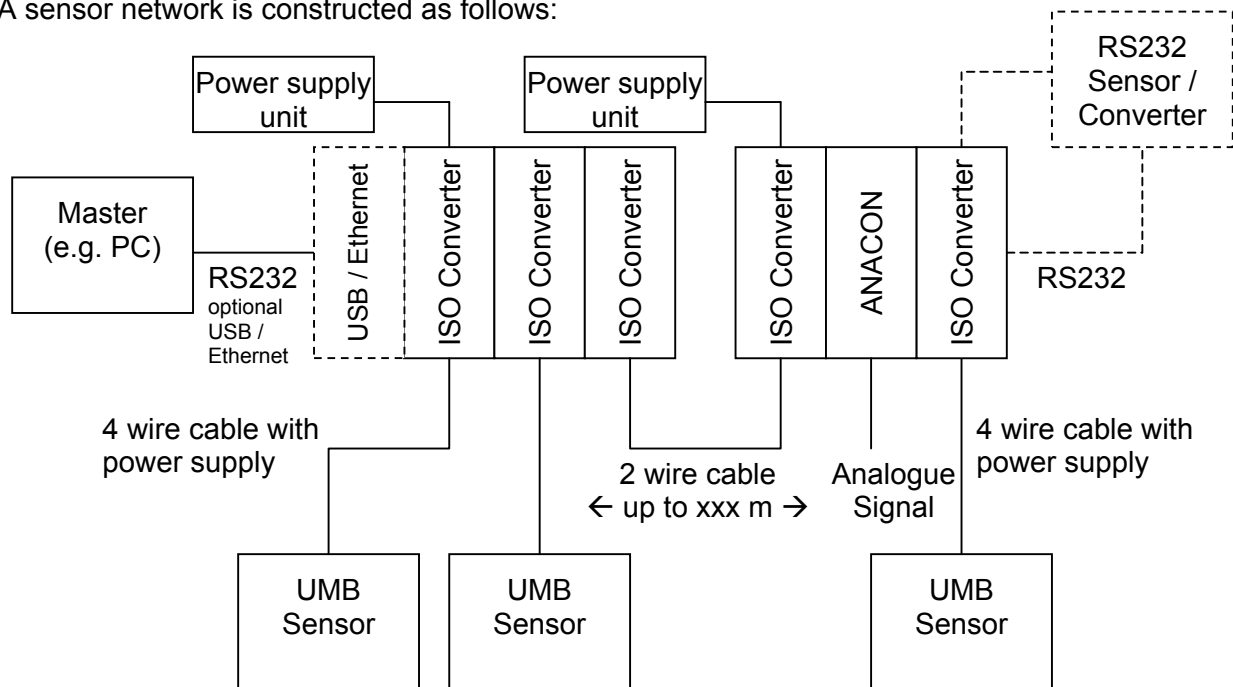 A sensor network is constructed as follows:
RS232
Sensor /
Converter
Power supply
unit
Power supply
unit
Master
(e.g. PC)
RS232
optional
USB /
Ethernet
USB / Ethernet
ISO Converter
ISO Converter
ISO Converter
ISO Converter
ANACON
ISO Converter
RS232
4 wire cable with
power supply
2 wire cable
← up to xxx m →
Analogue
Signal
4 wire cable with
power supply
UMB
Sensor
UMB
Sensor
UMB
Sensor